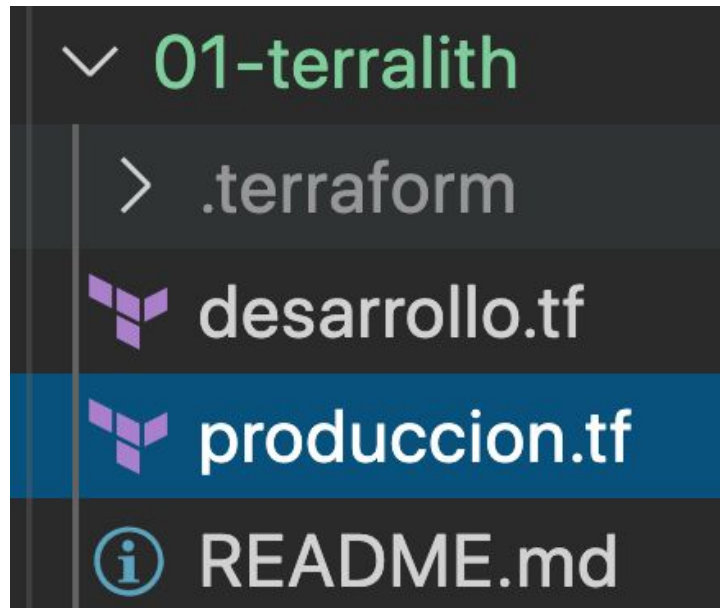 01-terralith
.terraform
desarrollo.tf
produccion.tf
README.md